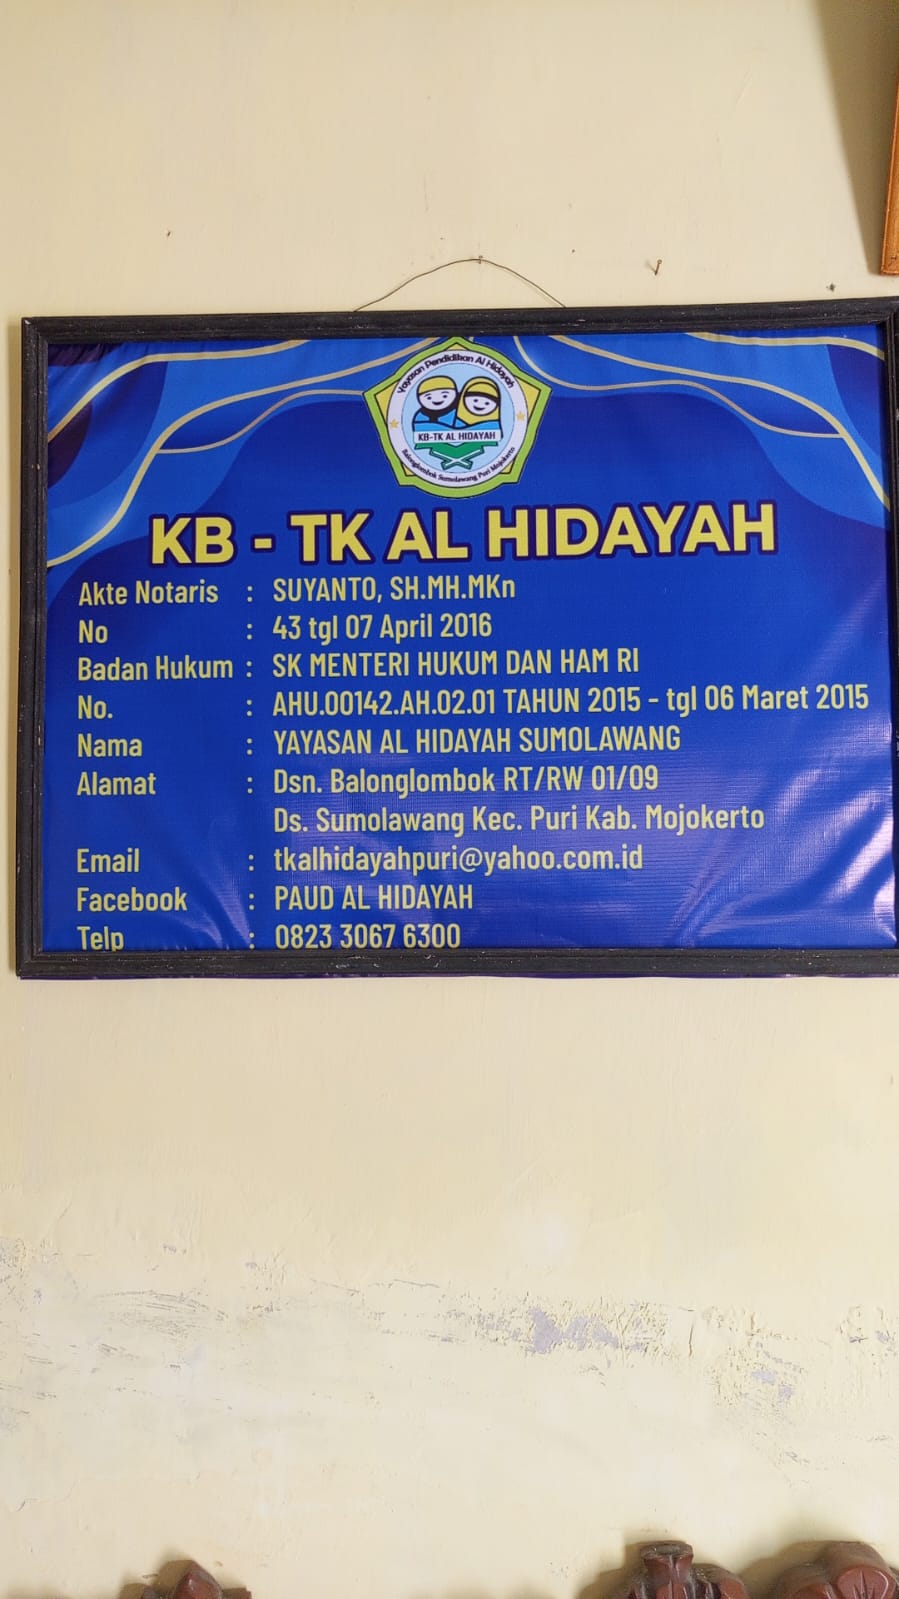 Yayasan Pendidikan Al Hidayah
KB-TK AL HIDAYAH
Balonglombok Sumolawang Puri Mojokerto
KB - TK AL HIDAYAH
Akte Notaris : SUYANTO, SH.MH.MKn
No : 43 tgl 07 April 2016
Badan Hukum : SK MENTERI HUKUM DAN HAM RI
No. : AHU.00142.AH.02.01 TAHUN 2015 - tgl 06 Maret 2015
Nama : YAYASAN AL HIDAYAH SUMOLAWANG
Alamat : Dsn. Balonglombok RT/RW 01/09
Ds. Sumolawang Kec. Puri Kab. Mojokerto
Email : tkalhidayahpuri@yahoo.com.id
Facebook : PAUD AL HIDAYAH
Telp : 0823 3067 6300